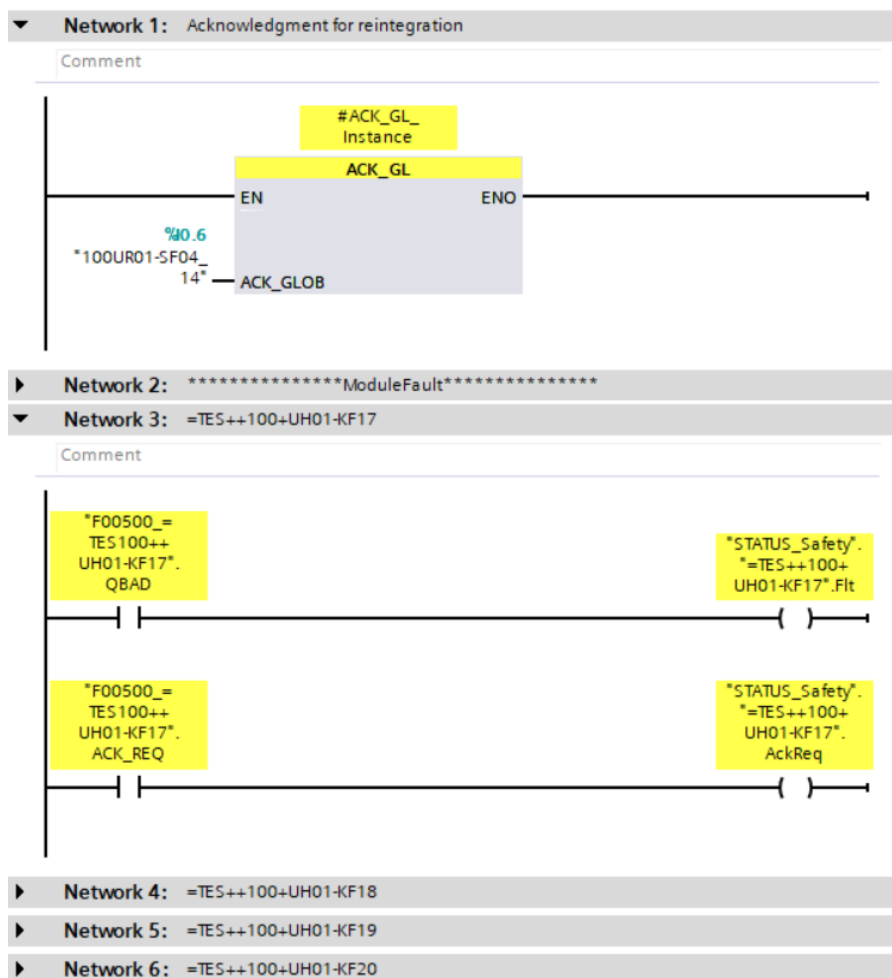 Network 1: Acknowledgment for reintegration
Comment
#ACK_GL_
Instance
ACK_GL
EN ENO
%I0.6
"100UR01-SF04_
14"
ACK_GLOB
Network 2: ***************ModuleFault***************
Network 3: =TES++100+UH01-KF17
Comment
"F00500_=
TES100++
UH01-KF17".
QBAD
"STATUS_Safety".
"=TES++100+
UH01-KF17".Flt
"F00500_=
TES100++
UH01-KF17".
ACK_REQ
"STATUS_Safety".
"=TES++100+
UH01-KF17".
AckReq
Network 4: =TES++100+UH01-KF18
Network 5: =TES++100+UH01-KF19
Network 6: =TES++100+UH01-KF20